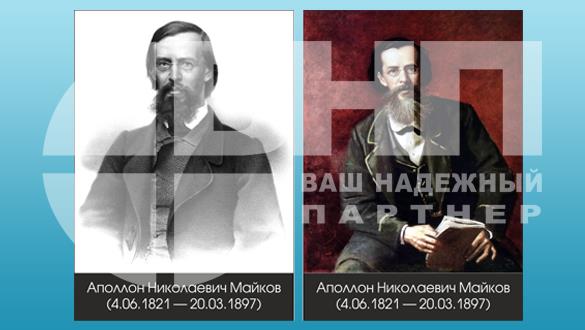 НП
ВАШ НАДЕЖНЫЙ
ПАРТНЕР
Аполлон Николаевич Майков
(4.06.1821 — 20.03.1897)
Аполлон Николаевич Майков
(4.06.1821 — 20.03.1897)